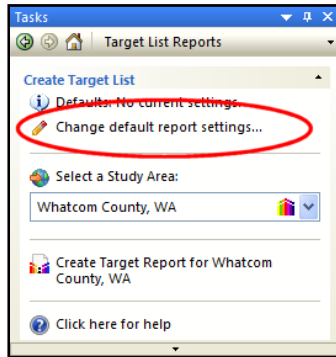 Tasks
Target List Reports
Create Target List
Defaults: No current settings.
Change default report settings...
Select a Study Area:
Whatcom County, WA
Create Target Report for Whatcom
County, WA
Click here for help